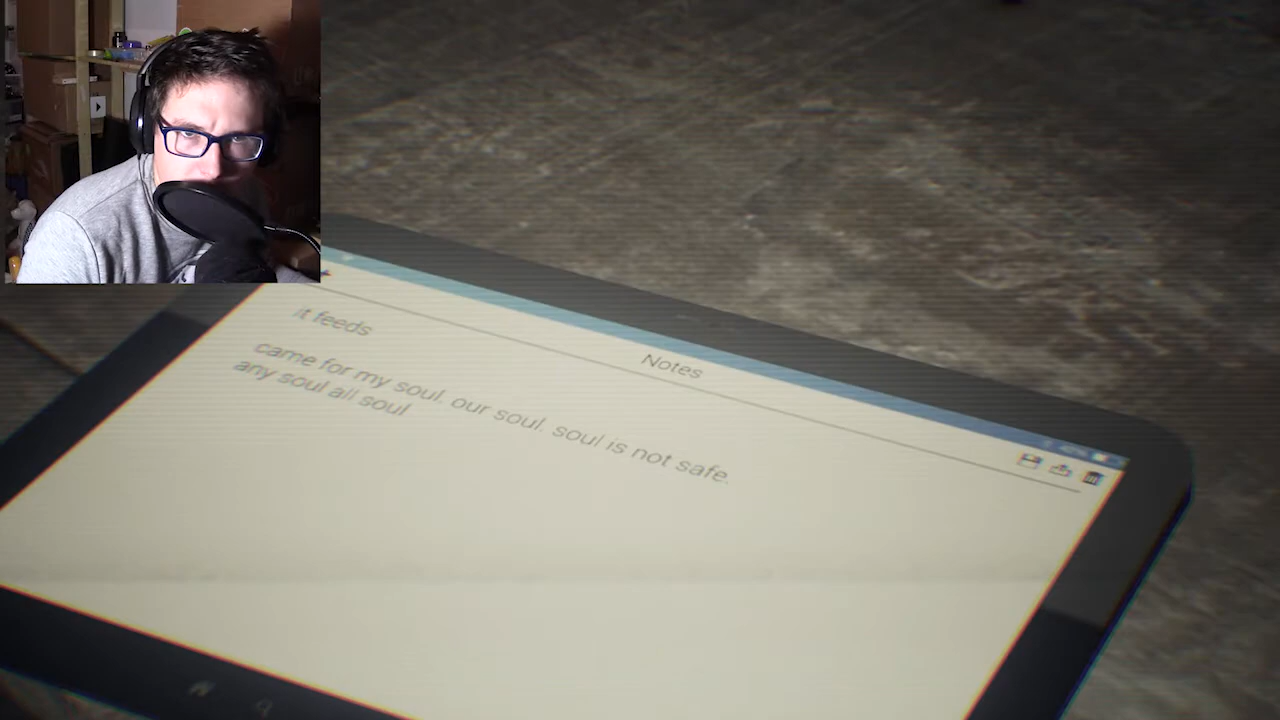 Notes
it feeds
came for my soul. our soul. soul is not safe.
any soul all soul